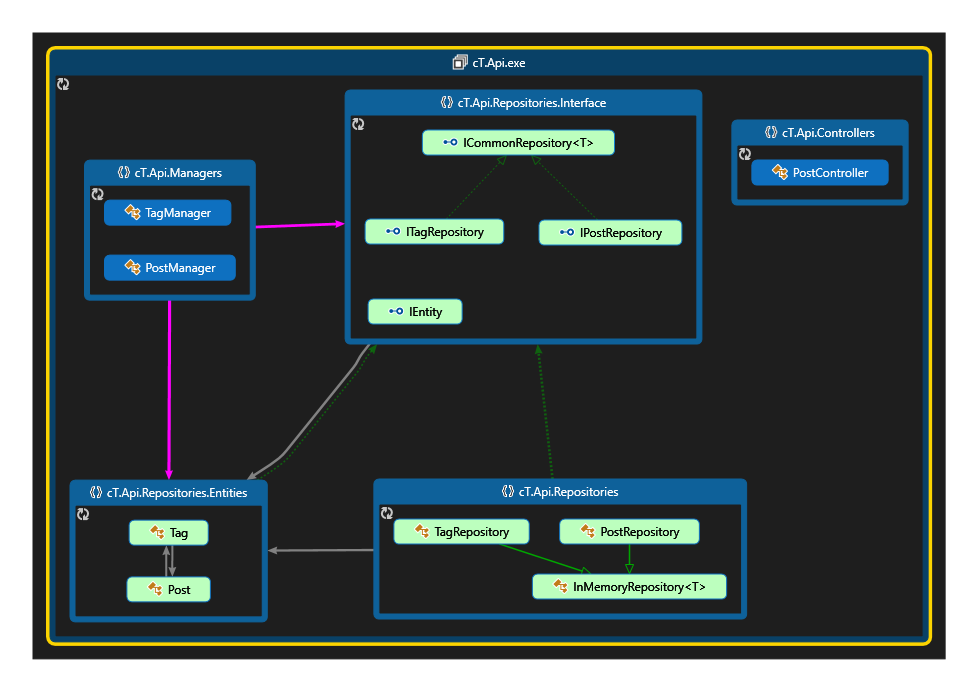 cT.Api.exe
cT.Api.Repositories.Interface
ICommonRepository<T>
ITagRepository
IPostRepository
IEntity
cT.Api.Controllers
PostController
cT.Api.Managers
TagManager
PostManager
cT.Api.Repositories.Entities
Tag
Post
cT.Api.Repositories
TagRepository
PostRepository
InMemoryRepository<T>